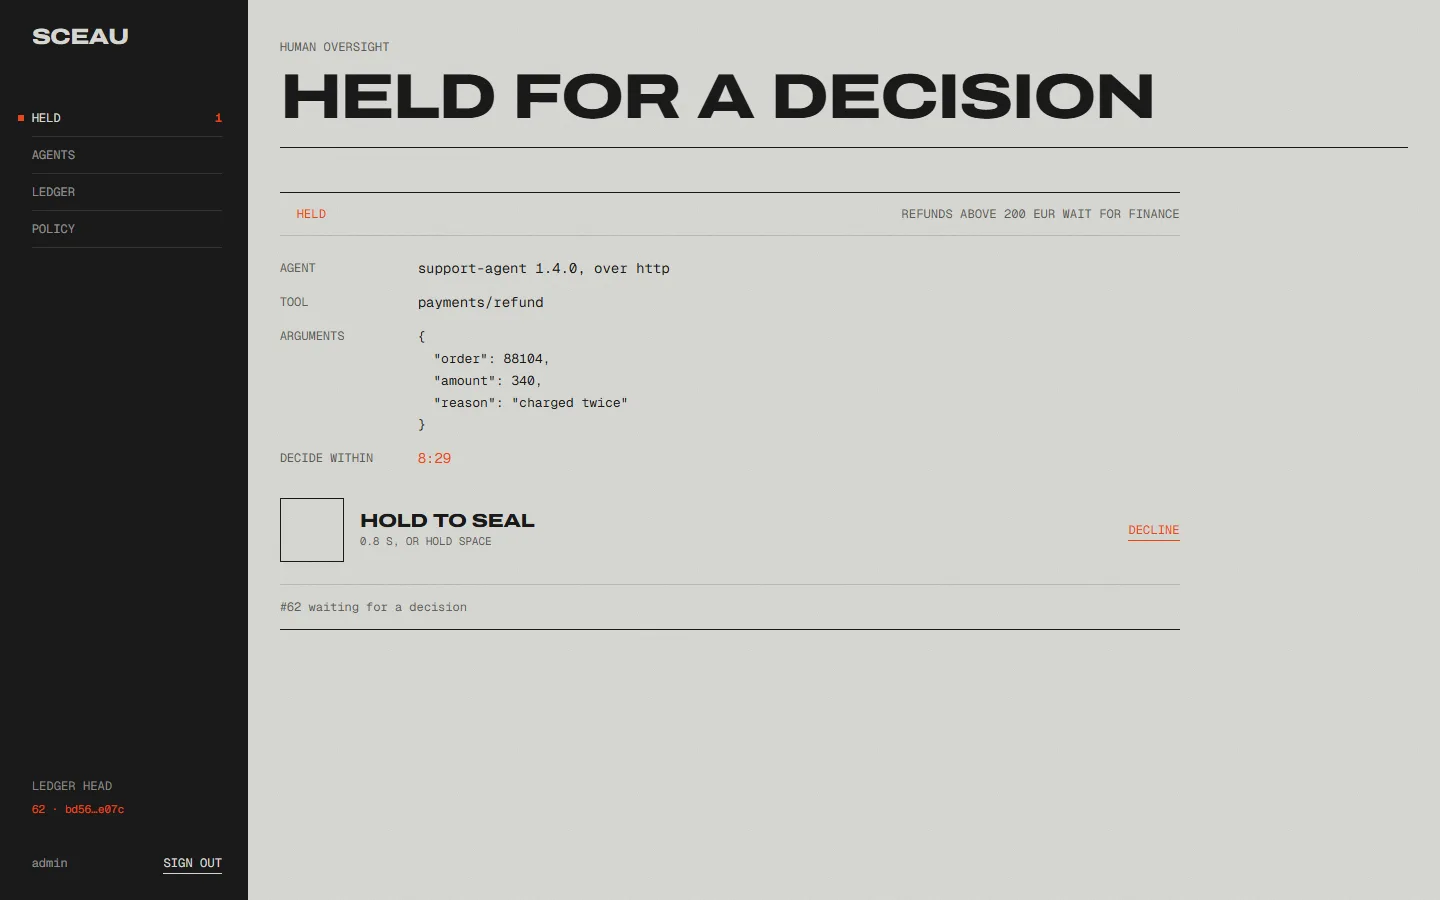 SCEAU
HELD 1
AGENTS
LEDGER
POLICY
LEDGER HEAD
62 · bd56…e07c
admin SIGN OUT
HUMAN OVERSIGHT
HELD FOR A DECISION
HELD REFUNDS ABOVE 200 EUR WAIT FOR FINANCE
AGENT support-agent 1.4.0, over http
TOOL payments/refund
ARGUMENTS {
"order": 88104,
"amount": 340,
"reason": "charged twice"
}
DECIDE WITHIN 8:29
HOLD TO SEAL
0.8 S, OR HOLD SPACE
DECLINE
#62 waiting for a decision